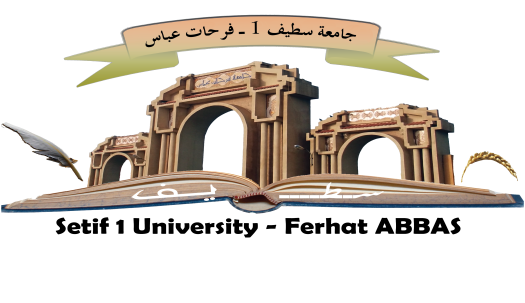 جامعة سطيف 1 ـ فرحات عباس
سطيف
Setif 1 University - Ferhat ABBAS